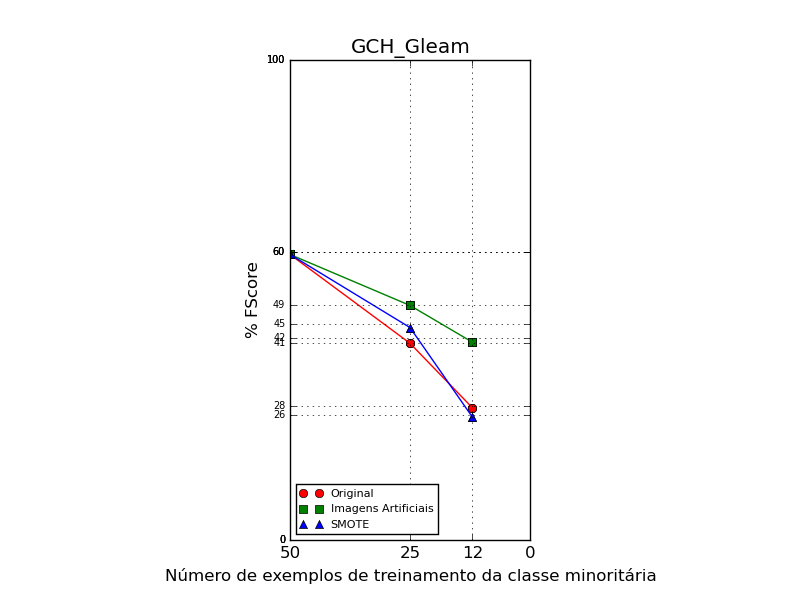 GCH_Gleam
100
60
49
45
42
41
28
26
0
% FScore
50 25 12 0
Original
Imagens Artificiais
SMOTE
Número de exemplos de treinamento da classe minoritária